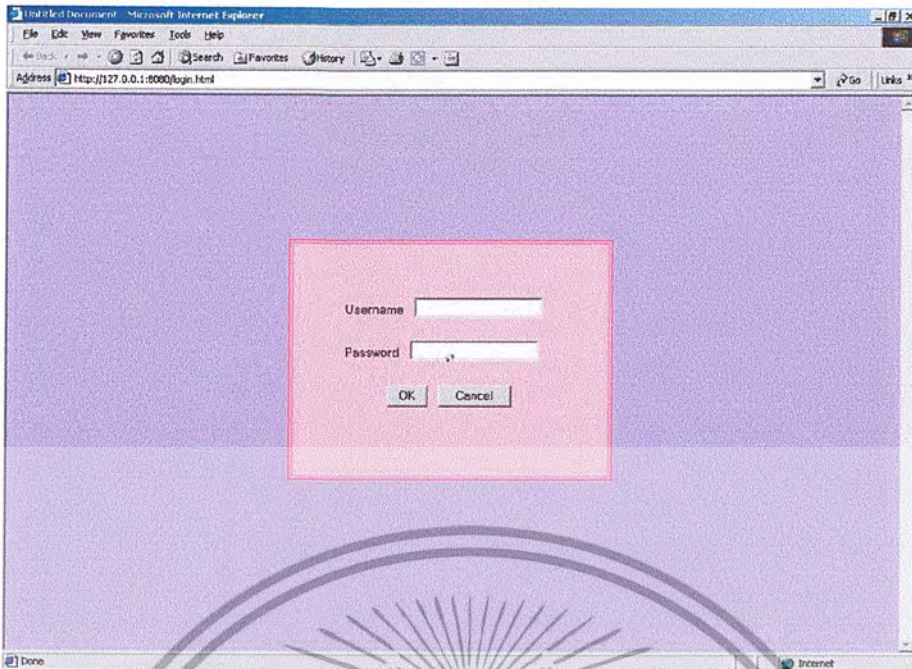 Untitled Document - Microsoft Internet Explorer
File Edit View Favorites Tools Help
Back Search Favorites History
Address http://127.0.0.1:8080/login.html Go Links »
Username
Password
OK Cancel
Done Internet